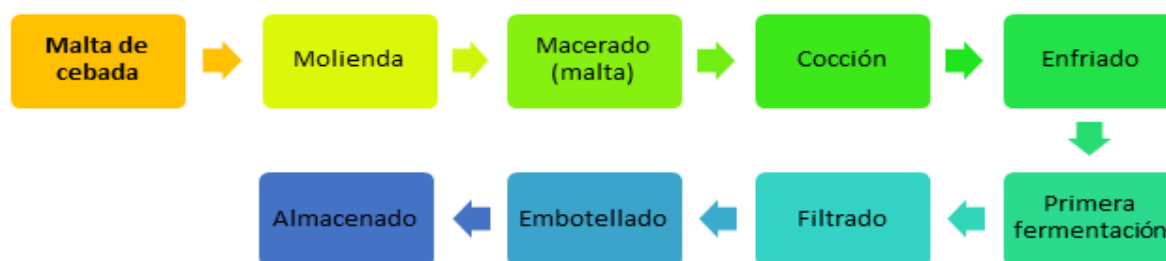 Malta de
cebada
Molienda
Macerado
(malta)
Cocción
Enfriado
Primera
fermentación
Filtrado
Embotellado
Almacenado